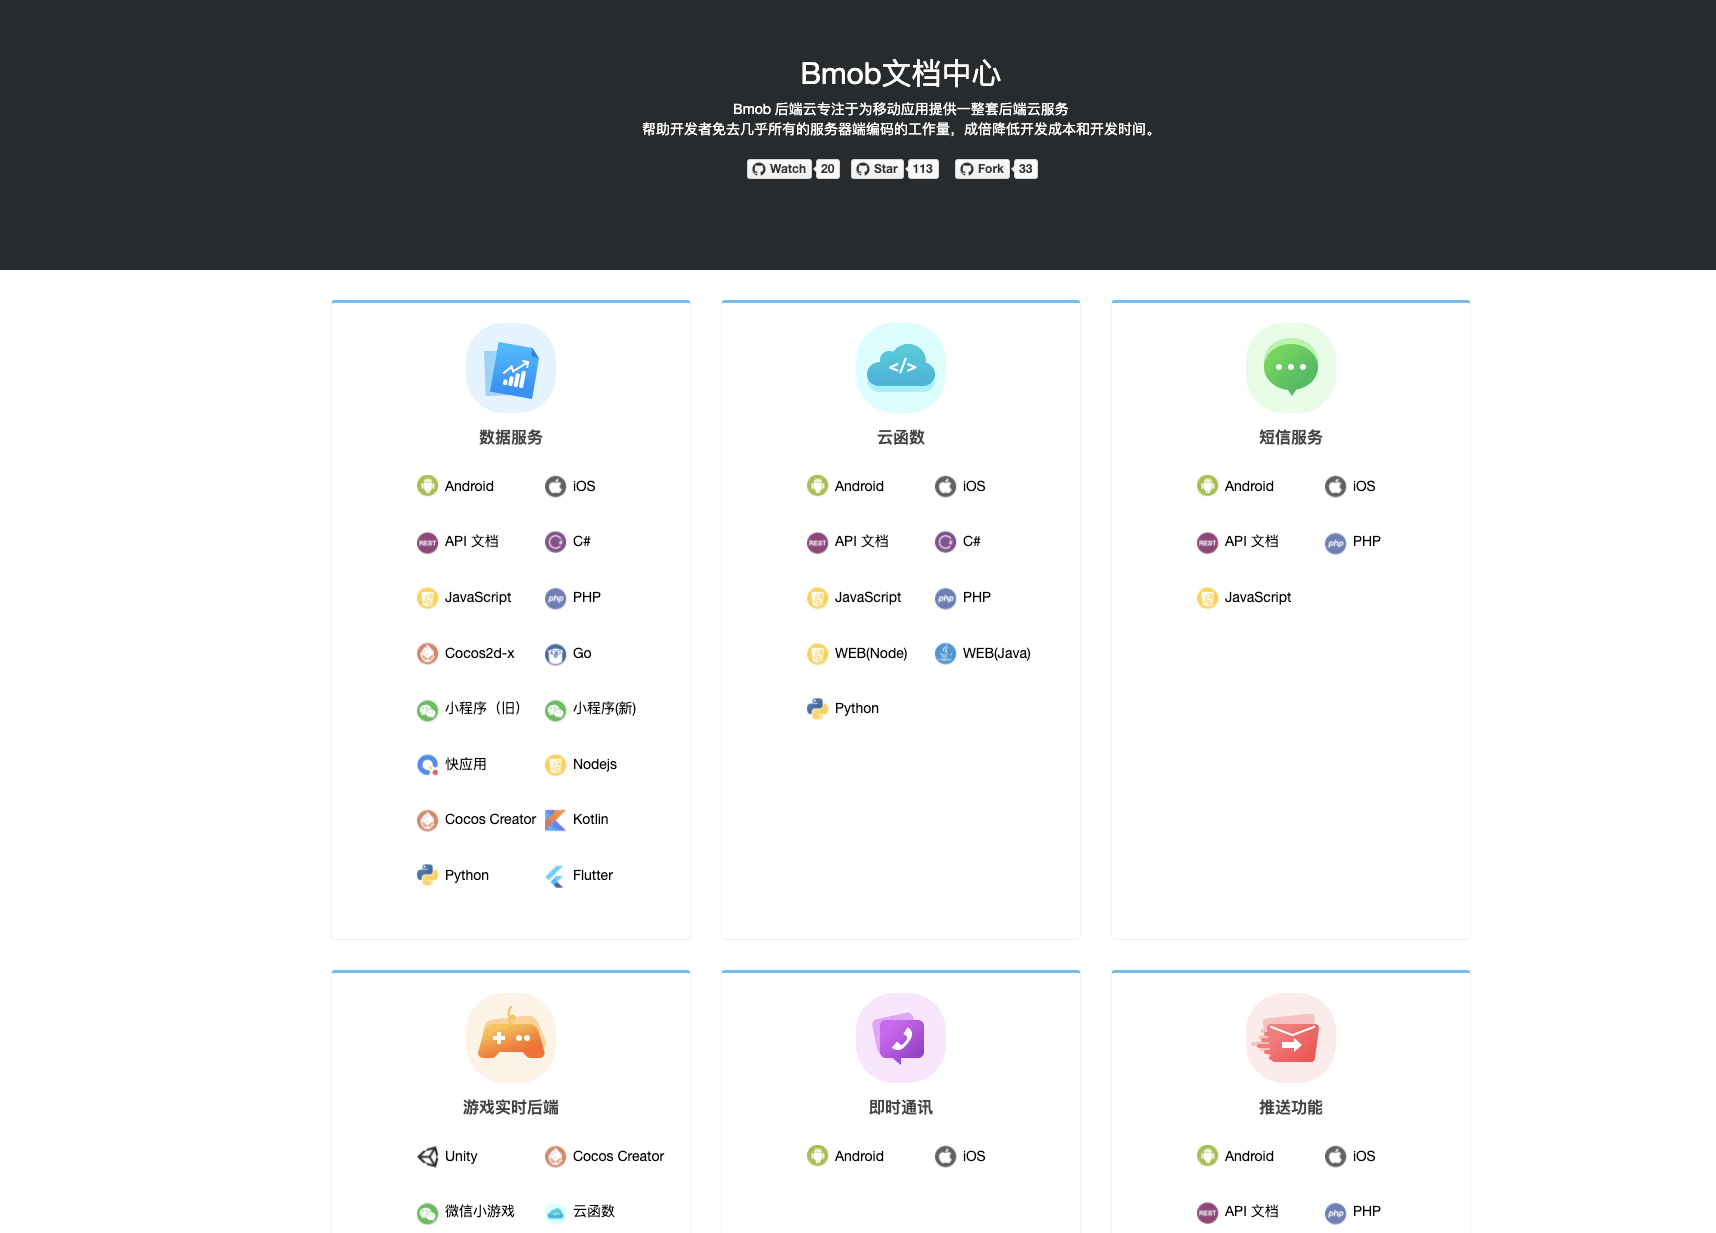 Bmob文档中心
Bmob 后端云专注于为移动应用提供一整套后端云服务
帮助开发者免去几乎所有的服务器端编码的工作量，成倍降低开发成本和开发时间。
Watch 20 Star 113 Fork 33
数据服务
Android iOS
REST API 文档 C#
JavaScript php PHP
Cocos2d-x Go
小程序（旧） 小程序(新)
快应用 Nodejs
Cocos Creator Kotlin
Python Flutter
</> 云函数
Android iOS
REST API 文档 C#
JavaScript php PHP
WEB(Node) WEB(Java)
Python
短信服务
Android iOS
REST API 文档 php PHP
JavaScript
游戏实时后端
Unity Cocos Creator
微信小游戏 云函数
即时通讯
Android iOS
推送功能
Android iOS
REST API 文档 php PHP